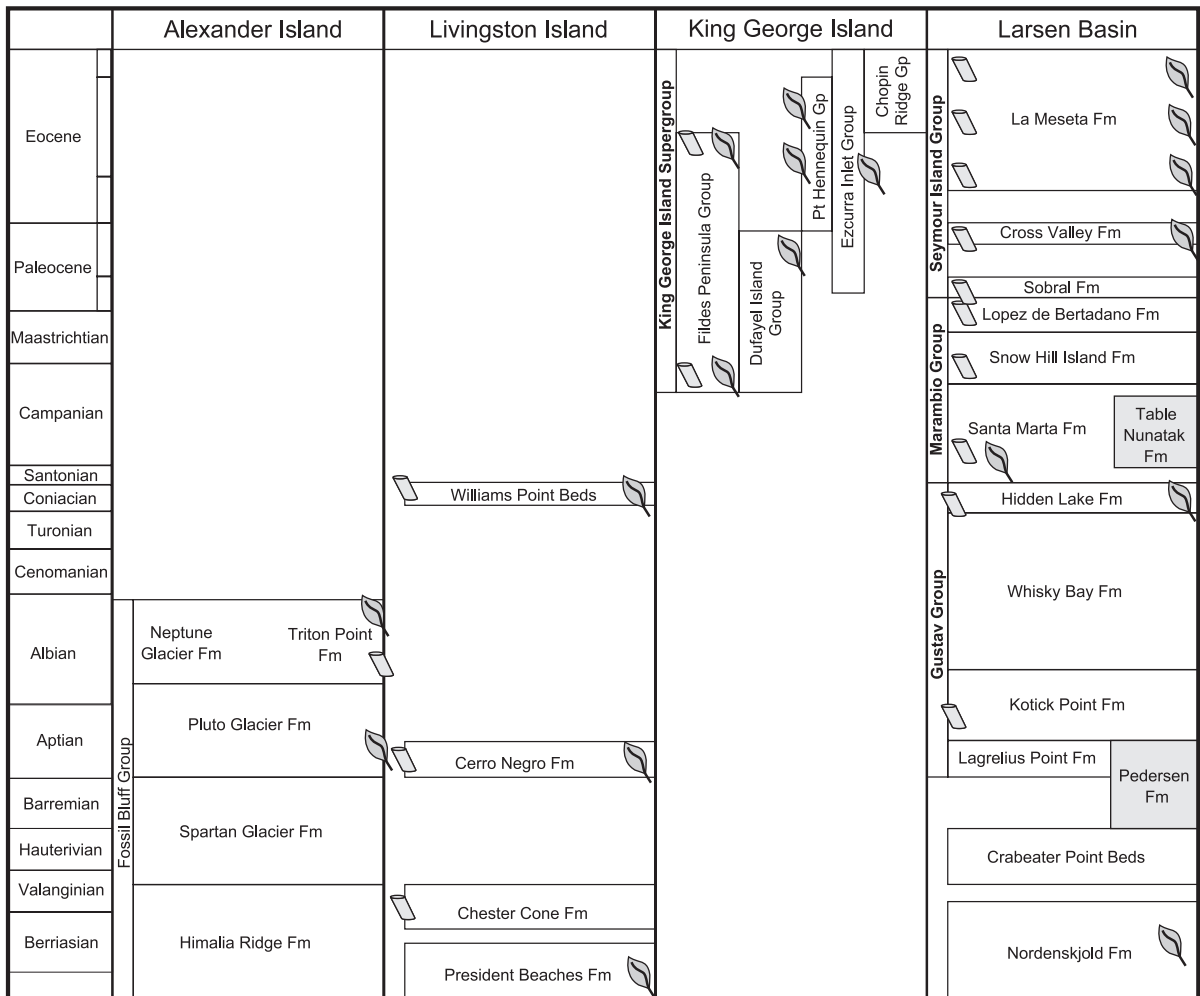 Alexander Island
Livingston Island
King George Island
Larsen Basin
Eocene
Paleocene
Maastrichtian
Campanian
Santonian
Coniacian
Turonian
Cenomanian
Albian
Aptian
Barremian
Hauterivian
Valanginian
Berriasian
Fossil Bluff Group
Neptune
Glacier Fm
Triton Point
Fm
Pluto Glacier Fm
Spartan Glacier Fm
Himalia Ridge Fm
Williams Point Beds
Cerro Negro Fm
Chester Cone Fm
President Beaches Fm
King George Island Supergroup
Fildes Peninsula Group
Dufayel Island
Group
Pt Hennequin Gp
Ezcurra Inlet Group
Chopin
Ridge Gp
Seymour Island Group
La Meseta Fm
Cross Valley Fm
Sobral Fm
Marambio Group
Lopez de Bertadano Fm
Snow Hill Island Fm
Santa Marta Fm
Table
Nunatak
Fm
Gustav Group
Hidden Lake Fm
Whisky Bay Fm
Kotick Point Fm
Lagrelius Point Fm
Pedersen
Fm
Crabeater Point Beds
Nordenskjold Fm